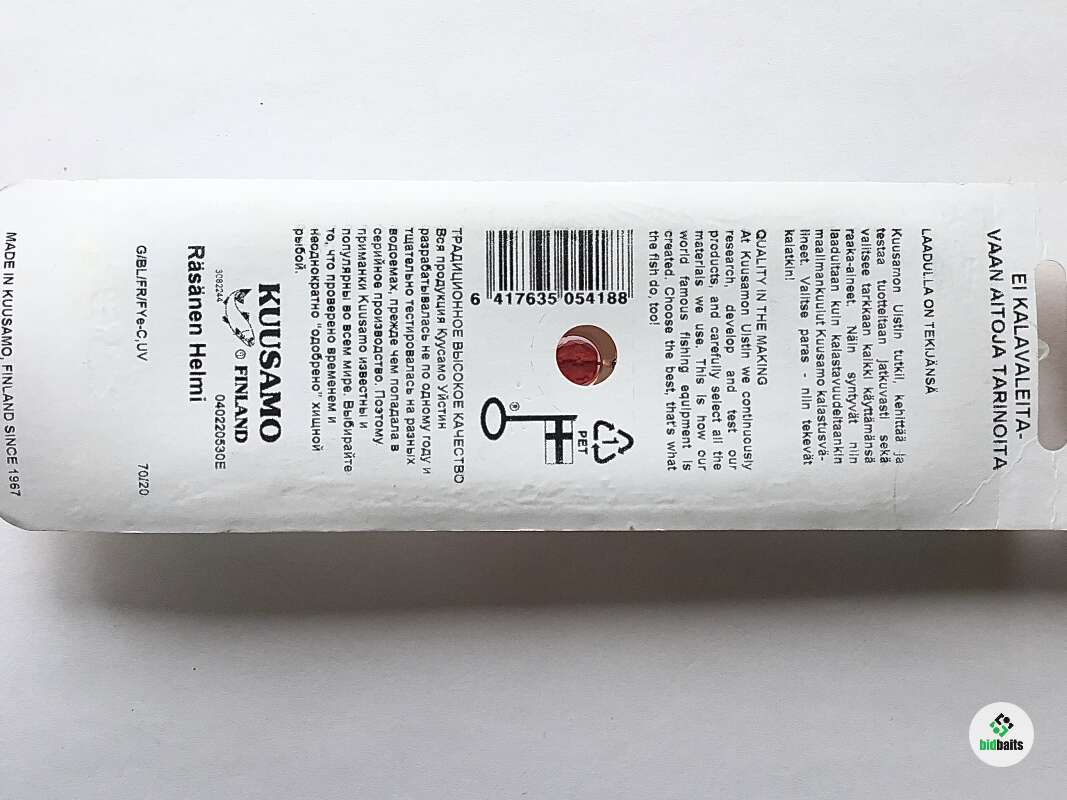 EI KALAVALEITA-
VAAN AITOJA TARINOITA
LAADULLA ON TEKIJÄNSÄ
Kuusamon Uistin tutkii, kehittää ja
testaa tuotteitaan jatkuvasti sekä
valitsee tarkkaan kaikki käyttämänsä
raaka-aineet. Näin syntyvät niin
laadultaan kuin kalastavuudeltaankin
maailmankuulut Kuusamo kalastusvä-
lineet. Valitse paras - niin tekevät
kalatkin!
QUALITY IN THE MAKING
At Kuusamon Uistin we continuously
research, develop and test our
products, and carefully select all the
materials we use. This is how our
world famous fishing equipment is
created. Choose the best, that's what
the fish do, too!
6 417635 054188
®
1
PET
ТРАДИЦИОННОЕ ВЫСОКОЕ КАЧЕСТВО
Вся продукция Куусамо Уйстин
разрабатывалась не по одному году и
тщательно тестировалась на разных
водоемах, прежде чем попадала в
серийное производство. Поэтому
приманки Kuusamo известны и
популярны во всем мире. Выбирайте
то, что проверено временем и
неоднократно "одобрено" хищной
рыбой.
KUUSAMO
® FINLAND
3082244
040220530E
Räsänen Helmi
G/BL/FR/FYe-C,UV
70/20
MADE IN KUUSAMO, FINLAND SINCE 1967
bidbaits